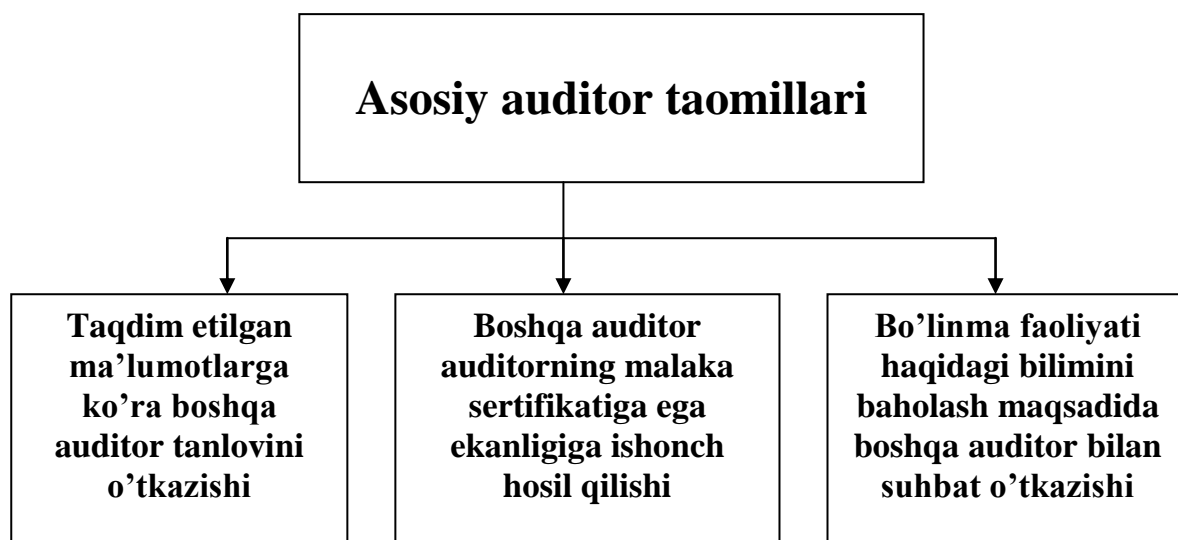 Asosiy auditor taomillari
Taqdim etilgan
ma’lumotlarga
ko’ra boshqa
auditor tanlovini
o’tkazishi
Boshqa auditor
auditorning malaka
sertifikatiga ega
ekanligiga ishonch
hosil qilishi
Bo’linma faoliyati
haqidagi bilimini
baholash maqsadida
boshqa auditor bilan
suhbat o’tkazishi